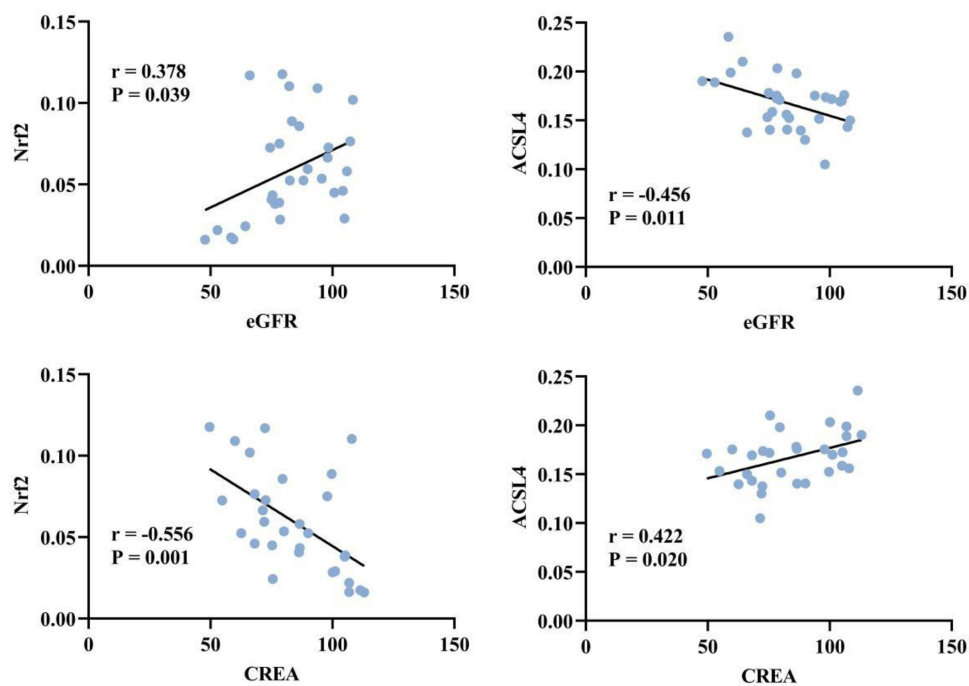 0.15
r = 0.378
P = 0.039
0.10
Nrf2
0.05
0.00
0 50 100 150
eGFR
0.25
0.20
0.15
ACSL4
0.10
r = -0.456
P = 0.011
0.05
0.00
0 50 100 150
eGFR
0.15
0.10
Nrf2
r = -0.556
P = 0.001
0.05
0.00
0 50 100 150
CREA
0.25
0.20
0.15
ACSL4
0.10
r = 0.422
P = 0.020
0.05
0.00
0 50 100 150
CREA